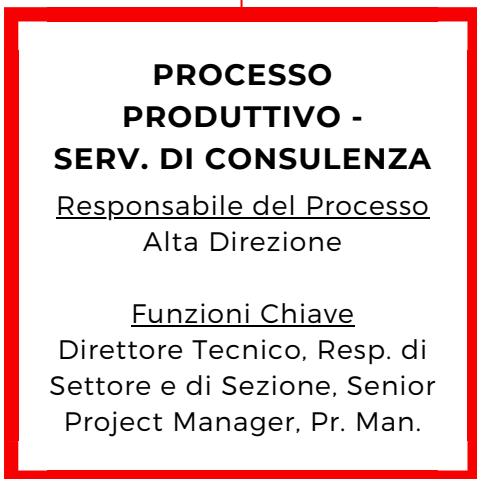 PROCESSO
PRODUTTIVO -
SERV. DI CONSULENZA
Responsabile del Processo
Alta Direzione
Funzioni Chiave
Direttore Tecnico, Resp. di
Settore e di Sezione, Senior
Project Manager, Pr. Man.